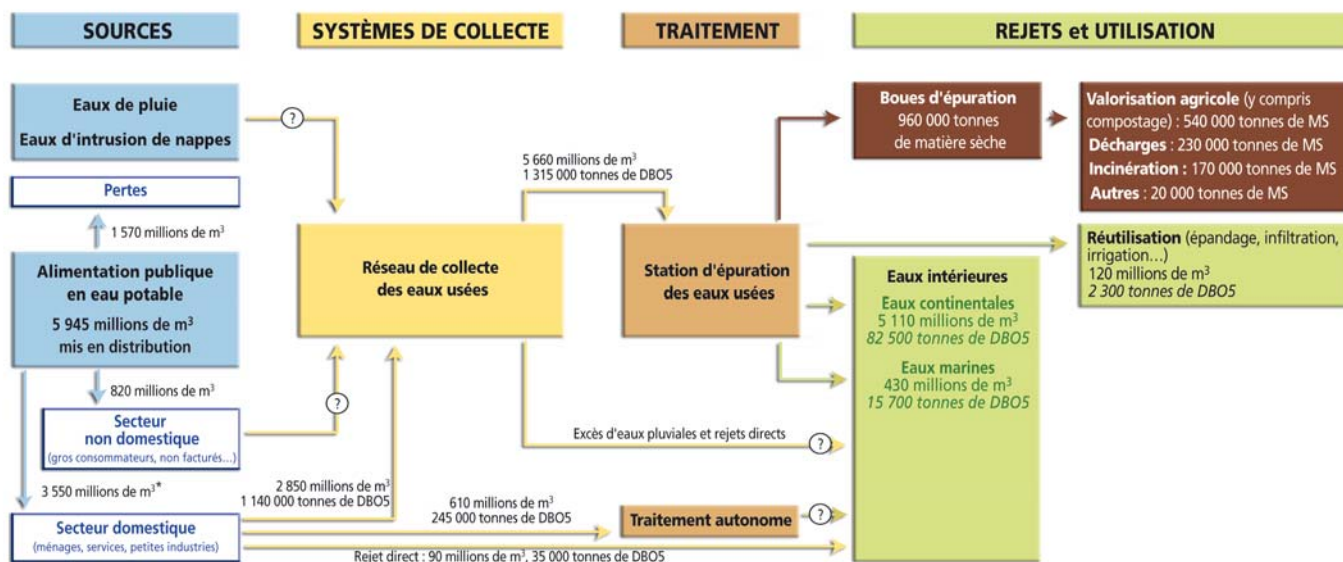 SOURCES
SYSTÈMES DE COLLECTE
TRAITEMENT
REJETS et UTILISATION
Eaux de pluie
Eaux d'intrusion de nappes
?
Pertes
1 570 millions de m³
Alimentation publique
en eau potable
5 945 millions de m³
mis en distribution
820 millions de m³
Secteur
non domestique
(gros consommateurs, non facturés...)
3 550 millions de m³*
Secteur domestique
(ménages, services, petites industries)
Réseau de collecte
des eaux usées
?
2 850 millions de m³
1 140 000 tonnes de DBO5
610 millions de m³
245 000 tonnes de DBO5
Rejet direct : 90 millions de m³, 35 000 tonnes de DBO5
5 660 millions de m³
1 315 000 tonnes de DBO5
Station d'épuration
des eaux usées
Excès d'eaux pluviales et rejets directs
?
Traitement autonome
?
Boues d'épuration
960 000 tonnes
de matière sèche
Valorisation agricole (y compris
compostage) : 540 000 tonnes de MS
Décharges : 230 000 tonnes de MS
Incinération : 170 000 tonnes de MS
Autres : 20 000 tonnes de MS
Réutilisation (épandage, infiltration,
irrigation...)
120 millions de m³
2 300 tonnes de DBO5
Eaux intérieures
Eaux continentales
5 110 millions de m³
82 500 tonnes de DBO5
Eaux marines
430 millions de m³
15 700 tonnes de DBO5